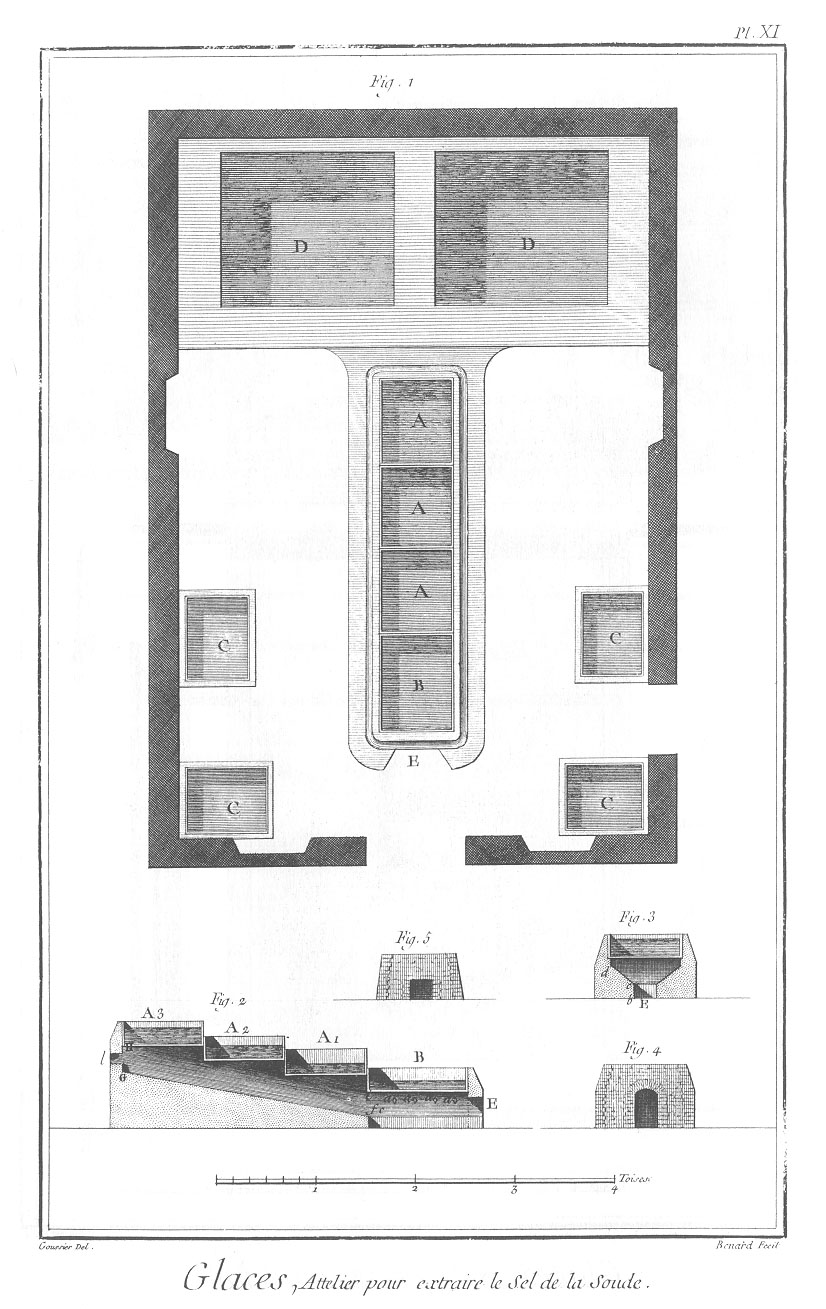 Pl. XI
Fig. 1
D D
A
A
A
C C
B
E
C C
Fig. 3
Fig. 5
d
c
b E
Fig. 2
A3
A2
A1
B
l
G
E
Fig. 4
1 2 3 4 Toises
Goussier Del.
Benard Fecit
Glaces, Attelier pour extraire le Sel de la Soude.